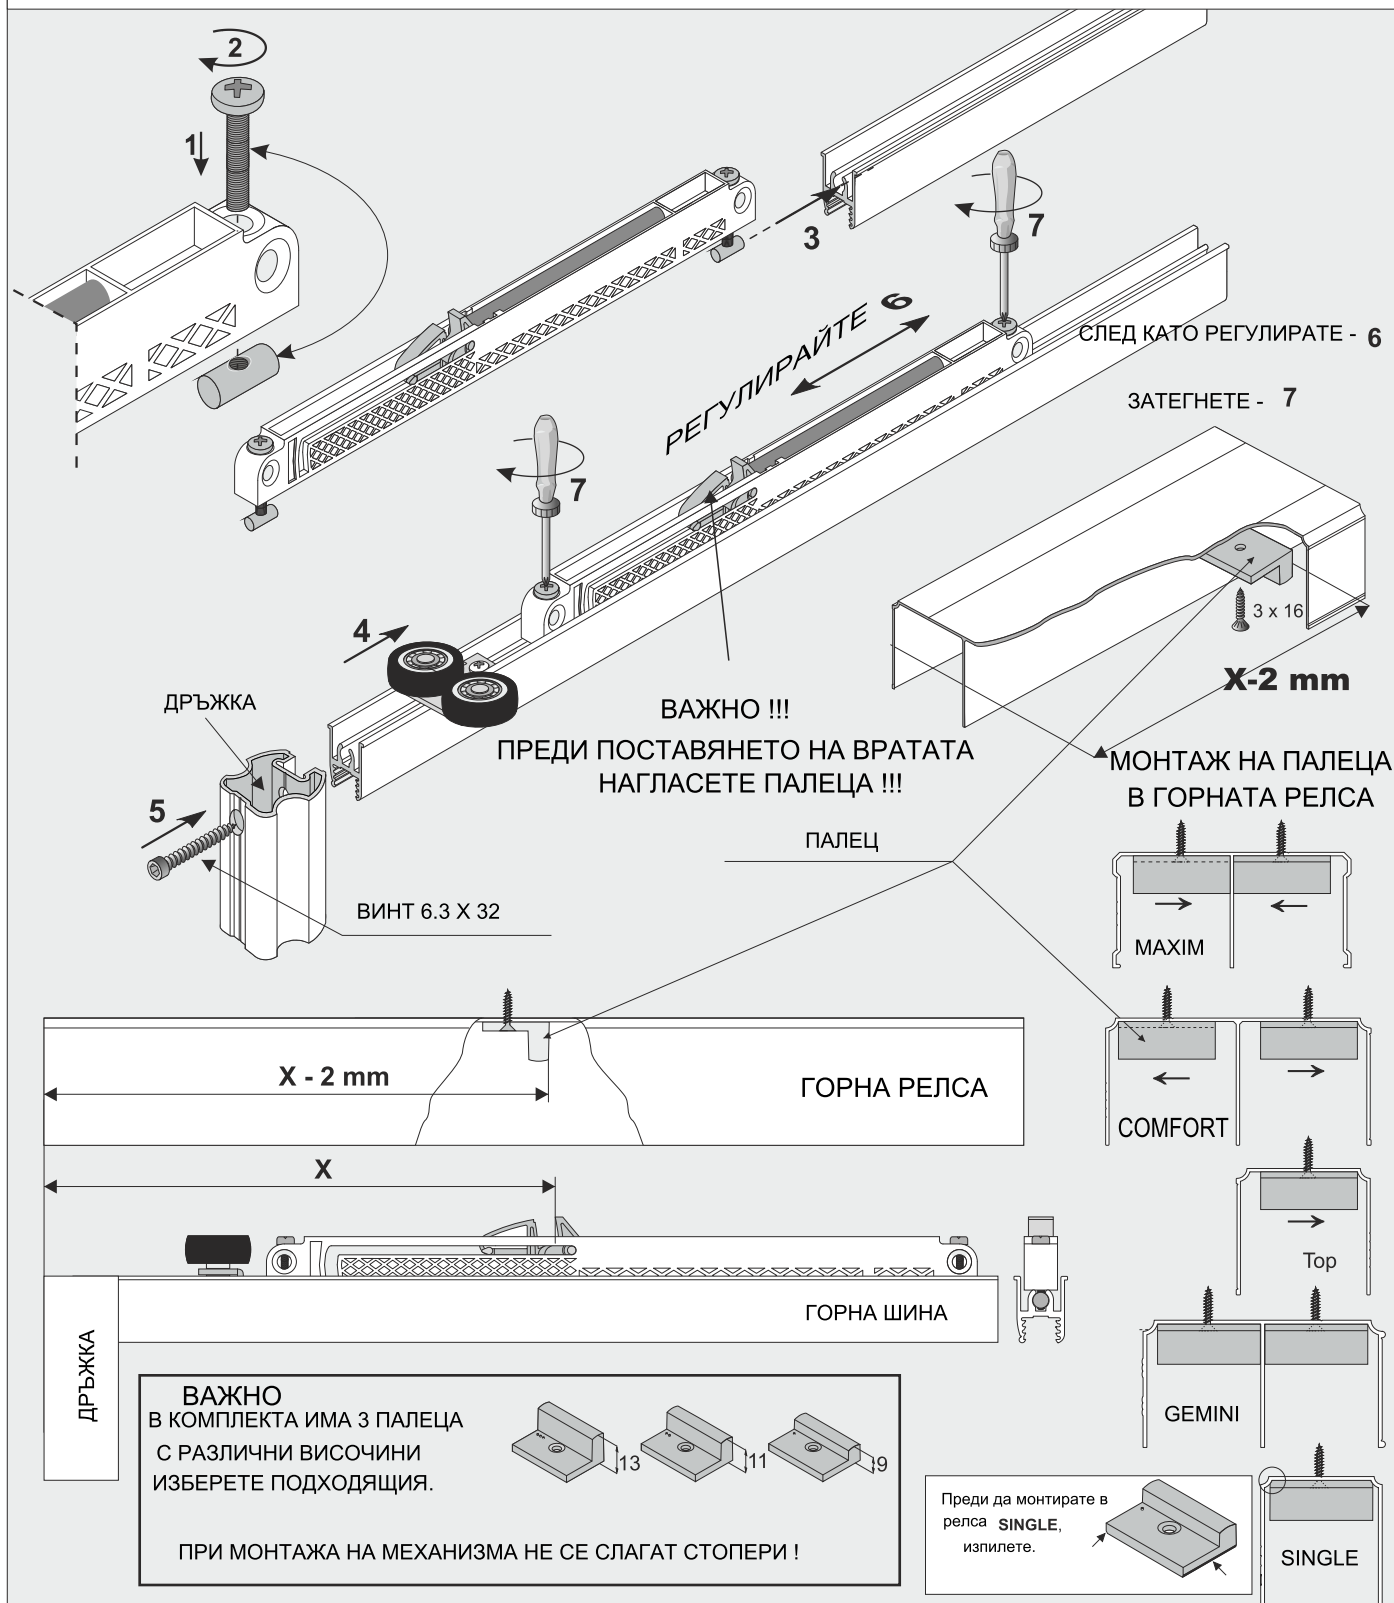 2
1
3
7
РЕГУЛИРАЙТЕ 6
СЛЕД КАТО РЕГУЛИРАТЕ - 6
ЗАТЕГНЕТЕ - 7
7
4
3 x 16
X-2 mm
ДРЪЖКА
ВАЖНО !!!
ПРЕДИ ПОСТАВЯНЕТО НА ВРАТАТА
НАГЛАСЕТЕ ПАЛЕЦА !!!
МОНТАЖ НА ПАЛЕЦА
В ГОРНАТА РЕЛСА
5
ПАЛЕЦ
ВИНТ 6.3 X 32
MAXIM
X - 2 mm
ГОРНА РЕЛСА
COMFORT
X
Top
ГОРНА ШИНА
ДРЪЖКА
GEMINI
ВАЖНО
В КОМПЛЕКТА ИМА 3 ПАЛЕЦА
С РАЗЛИЧНИ ВИСОЧИНИ
ИЗБЕРЕТЕ ПОДХОДЯЩИЯ.
13
11
9
ПРИ МОНТАЖА НА МЕХАНИЗМА НЕ СЕ СЛАГАТ СТОПЕРИ !
Преди да монтирате в
релса SINGLE,
изпилете.
SINGLE